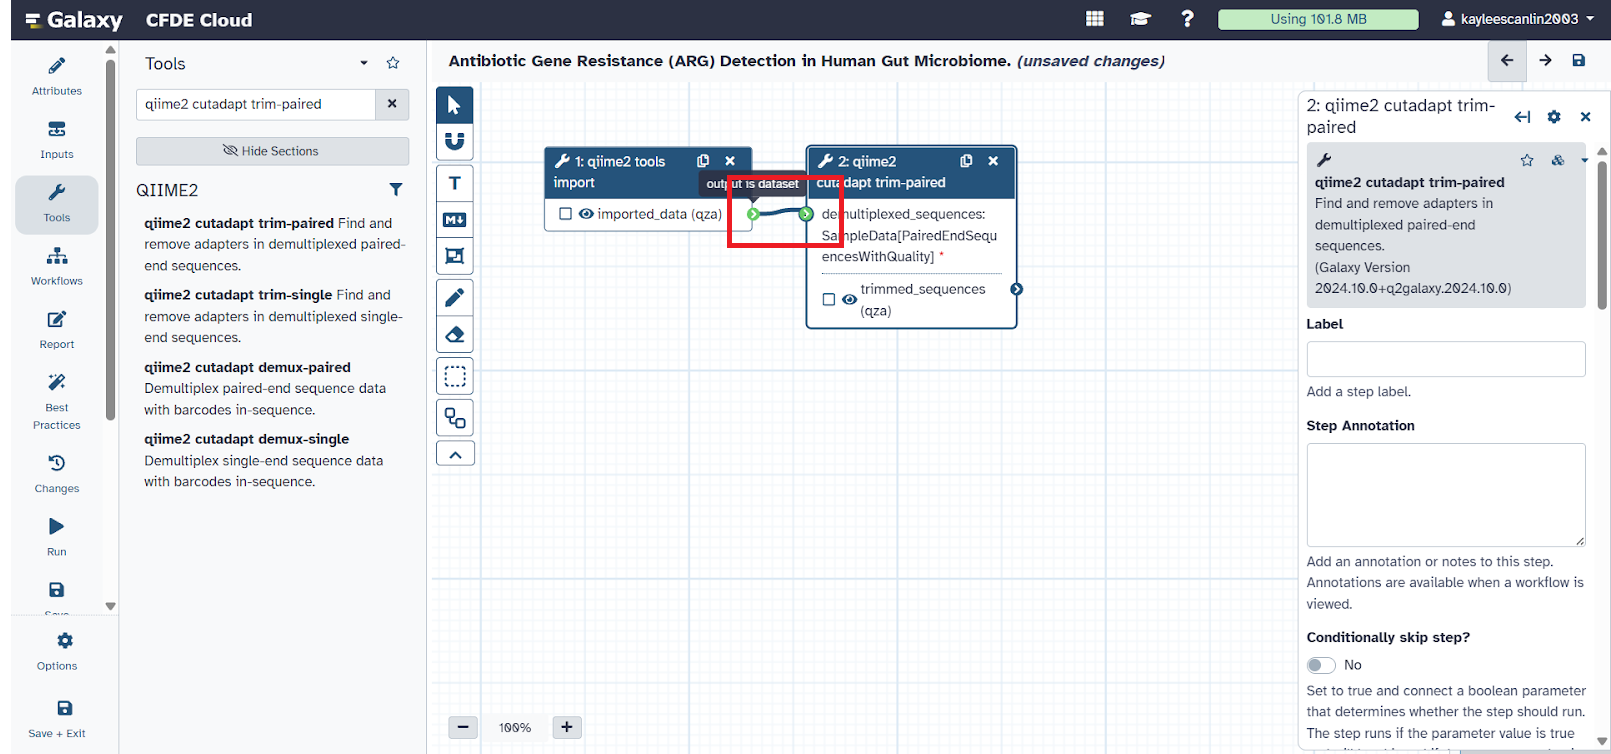 Galaxy CFDE Cloud
Using 101.8 MB
kayleescanlin2003
Attributes
Inputs
Tools
Workflows
Report
Best
Practices
Changes
Run
Save
Options
Save + Exit
Tools
qiime2 cutadapt trim-paired
Hide Sections
QIIME2
qiime2 cutadapt trim-paired Find and
remove adapters in demultiplexed paired-
end sequences.
qiime2 cutadapt trim-single Find and
remove adapters in demultiplexed single-
end sequences.
qiime2 cutadapt demux-paired
Demultiplex paired-end sequence data
with barcodes in-sequence.
qiime2 cutadapt demux-single
Demultiplex single-end sequence data
with barcodes in-sequence.
Antibiotic Gene Resistance (ARG) Detection in Human Gut Microbiome. (unsaved changes)
T
M
1: qiime2 tools
import
output is dataset
imported_data (qza)
2: qiime2
cutadapt trim-paired
demultiplexed_sequences:
SampleData[PairedEndSequ
encesWithQuality] *
trimmed_sequences
(qza)
100%
2: qiime2 cutadapt trim-
paired
qiime2 cutadapt trim-paired
Find and remove adapters in
demultiplexed paired-end
sequences.
(Galaxy Version
2024.10.0+q2galaxy.2024.10.0)
Label
Add a step label.
Step Annotation
Add an annotation or notes to this step.
Annotations are available when a workflow is
viewed.
Conditionally skip step?
No
Set to true and connect a boolean parameter
that determines whether the step should run.
The step runs if the parameter value is true